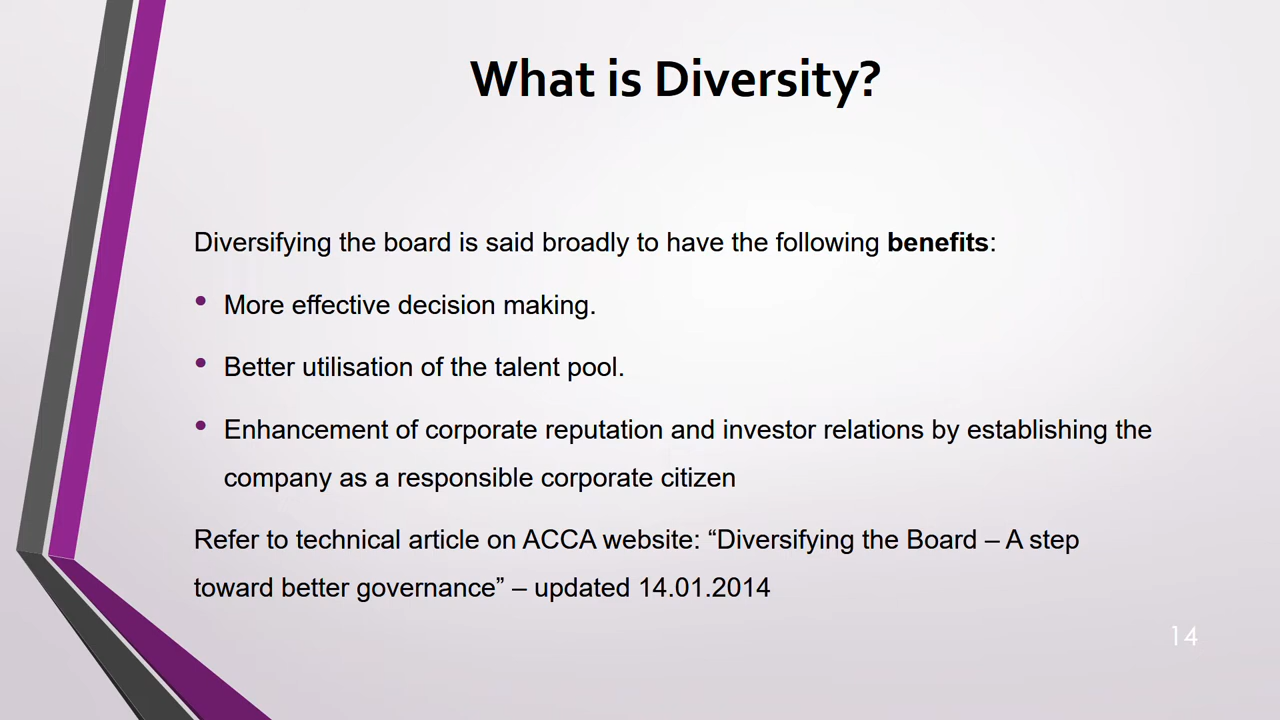 What is Diversity?
Diversifying the board is said broadly to have the following benefits:
• More effective decision making.
• Better utilisation of the talent pool.
• Enhancement of corporate reputation and investor relations by establishing the
company as a responsible corporate citizen
Refer to technical article on ACCA website: “Diversifying the Board – A step
toward better governance” – updated 14.01.2014
14